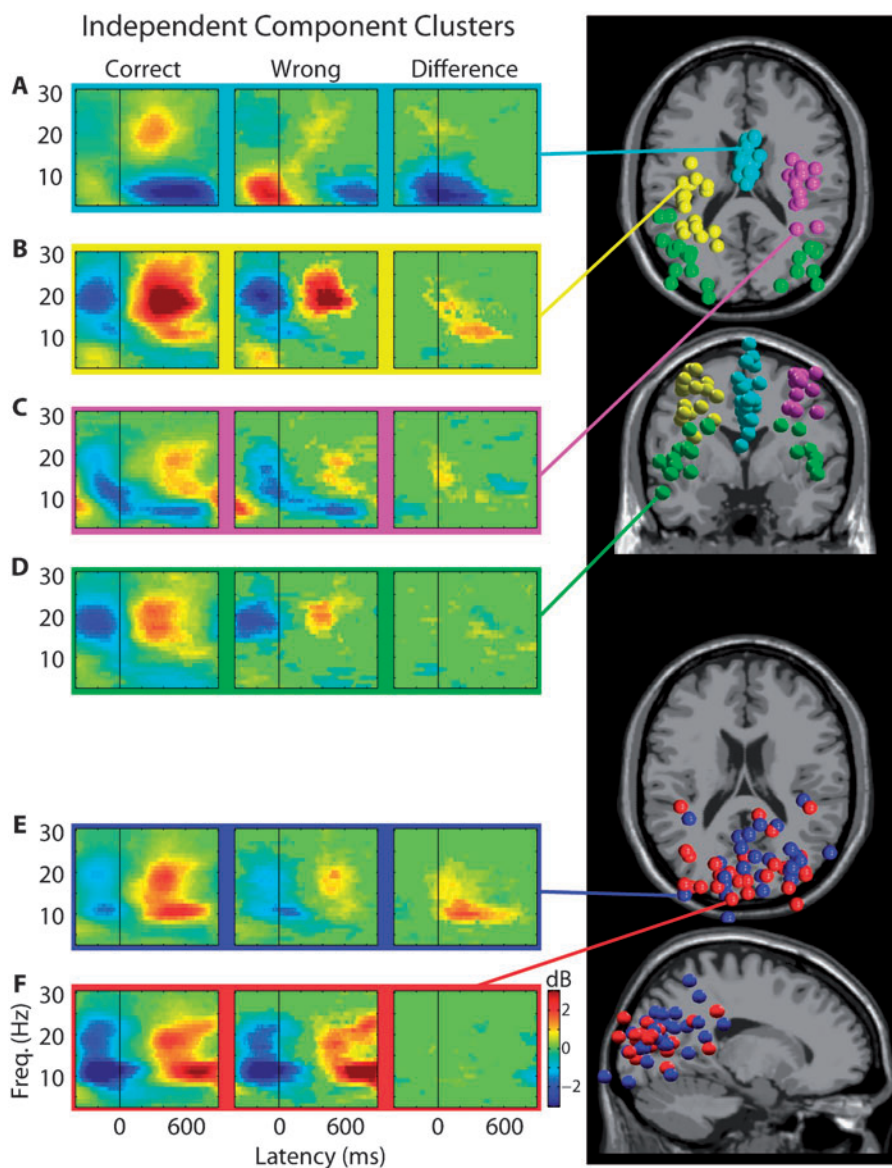 Independent Component Clusters
Correct Wrong Difference
A
30
20
10
B
30
20
10
C
30
20
10
D
30
20
10
E
30
20
10
F
30
20
10
dB
2
0
-2
Freq.(Hz)
0 600 0 600 0 600
Latency (ms)